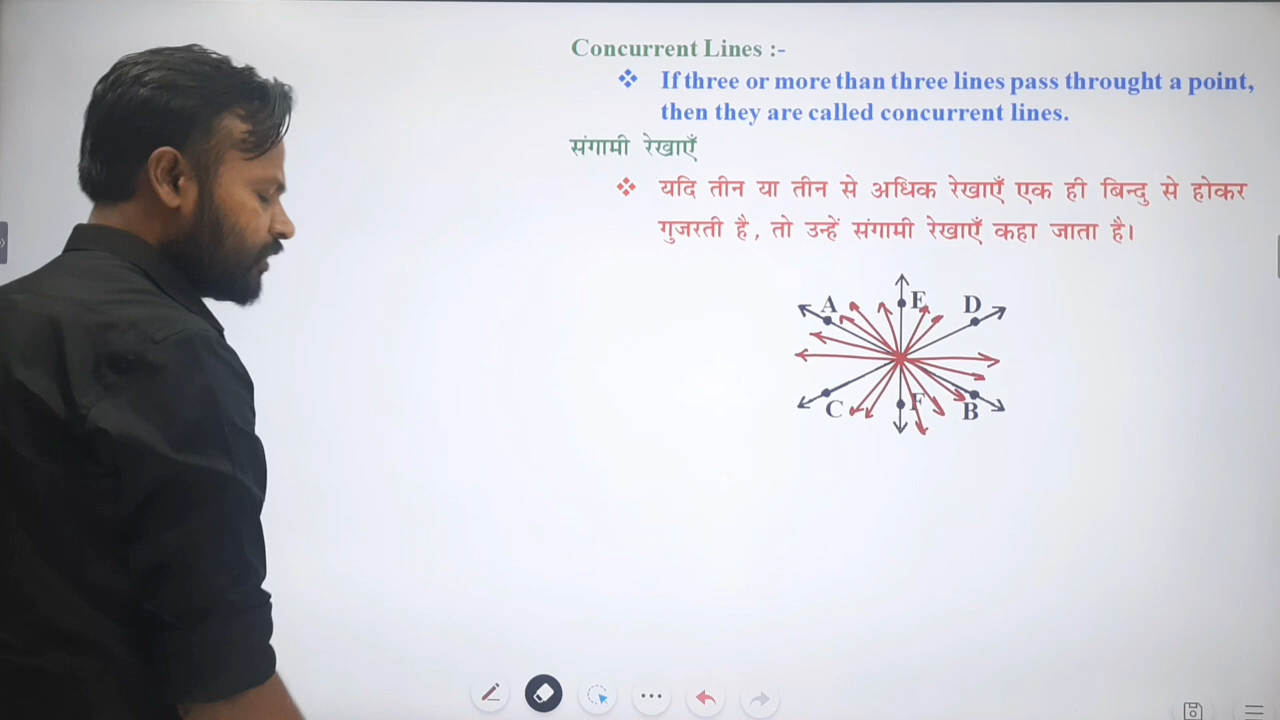 Concurrent Lines :-
❖ If three or more than three lines pass throught a point,
then they are called concurrent lines.
संगामी रेखाएँ
❖ यदि तीन या तीन से अधिक रेखाएँ एक ही बिन्दु से होकर
गुजरती है, तो उन्हें संगामी रेखाएँ कहा जाता है।
A E D
C F B